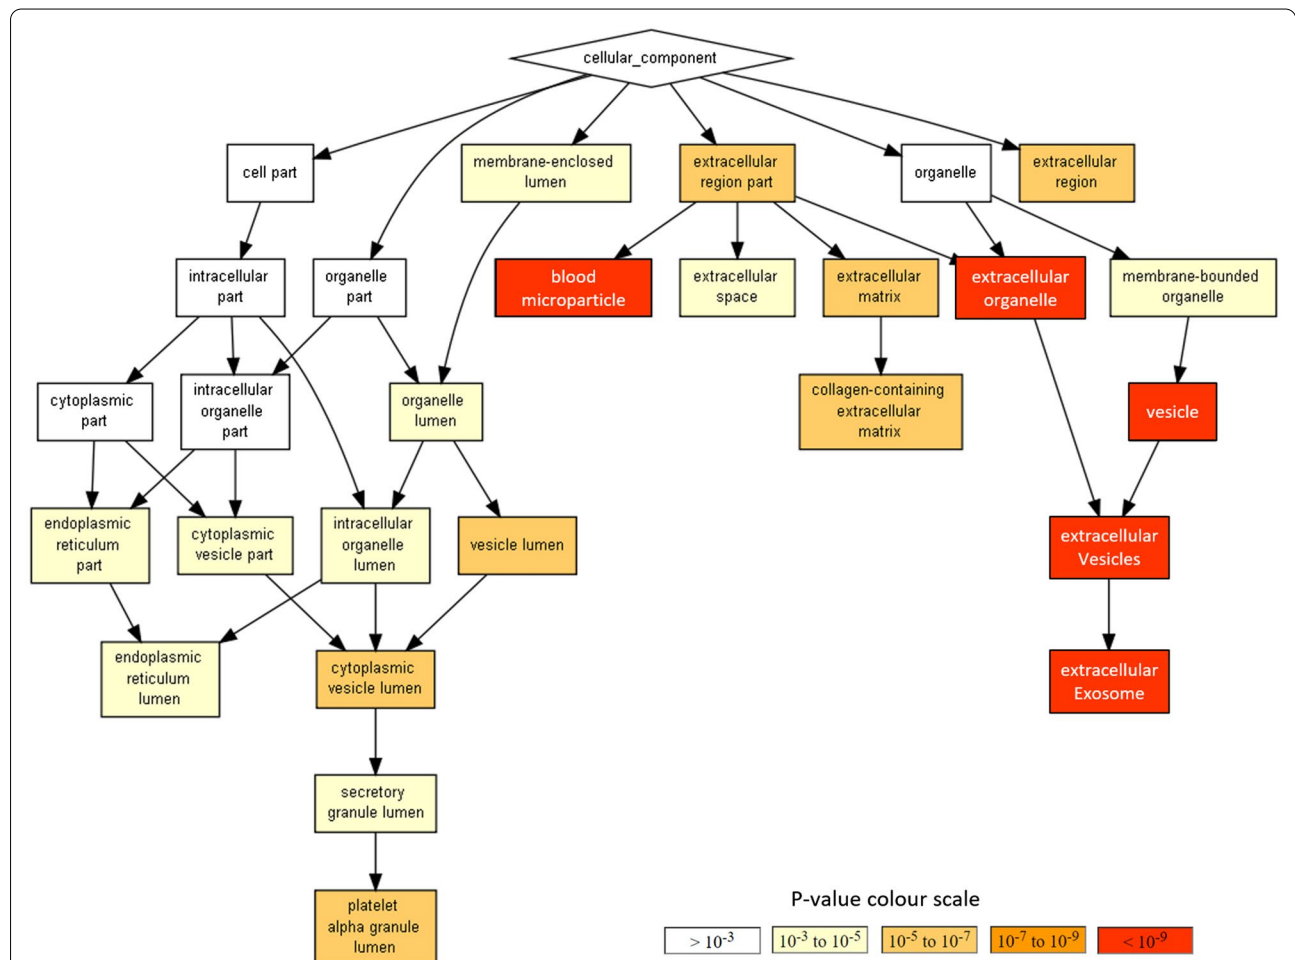 cellular_component
cell part
membrane-enclosed
lumen
extracellular
region part
organelle
extracellular
region
intracellular
part
organelle
part
blood
microparticle
extracellular
space
extracellular
matrix
extracellular
organelle
membrane-bounded
organelle
cytoplasmic
part
intracellular
organelle
part
organelle
lumen
collagen-containing
extracellular
matrix
vesicle
endoplasmic
reticulum
part
cytoplasmic
vesicle part
intracellular
organelle
lumen
vesicle lumen
extracellular
Vesicles
endoplasmic
reticulum
lumen
cytoplasmic
vesicle lumen
extracellular
Exosome
secretory
granule lumen
platelet
alpha granule
lumen
P-value colour scale
> 10-3
10-3 to 10-5
10-5 to 10-7
10-7 to 10-9
< 10-9